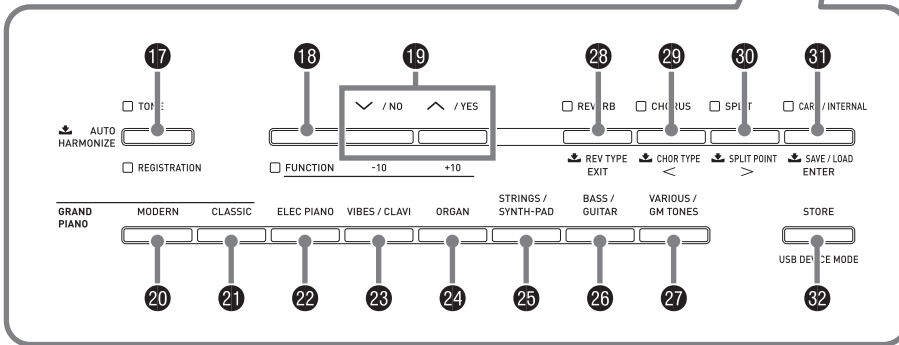 17 18 19 28 29 30 31
TONE ∨ / NO ∧ / YES REVERB CHORUS SPLIT CARD / INTERNAL
AUTO
HARMONIZE
REGISTRATION FUNCTION -10 +10 REV TYPE CHOR TYPE SPLIT POINT SAVE / LOAD
EXIT < > ENTER
GRAND
PIANO
MODERN CLASSIC ELEC PIANO VIBES / CLAVI ORGAN STRINGS / SYNTH-PAD BASS / GUITAR VARIOUS / GM TONES STORE
USB DEVICE MODE
20 21 22 23 24 25 26 27 32